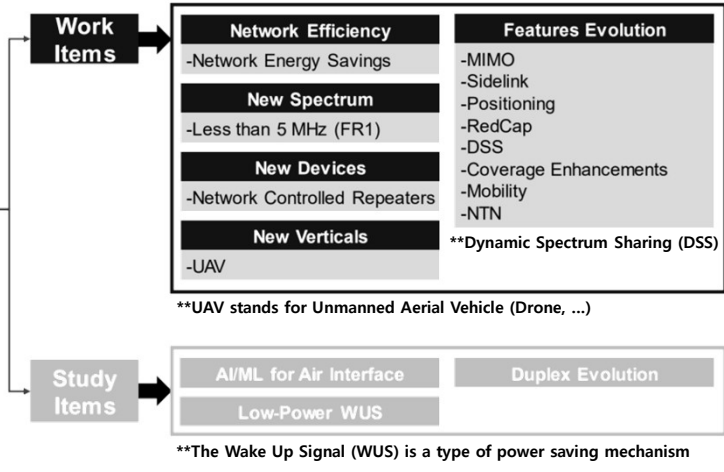 Work
Items
Network Efficiency
-Network Energy Savings
New Spectrum
-Less than 5 MHz (FR1)
New Devices
-Network Controlled Repeaters
New Verticals
-UAV
Features Evolution
-MIMO
-Sidelink
-Positioning
-RedCap
-DSS
-Coverage Enhancements
-Mobility
-NTN
**Dynamic Spectrum Sharing (DSS)
**UAV stands for Unmanned Aerial Vehicle (Drone, ...)
Study
Items
AI/ML for Air Interface
Low-Power WUS
Duplex Evolution
**The Wake Up Signal (WUS) is a type of power saving mechanism